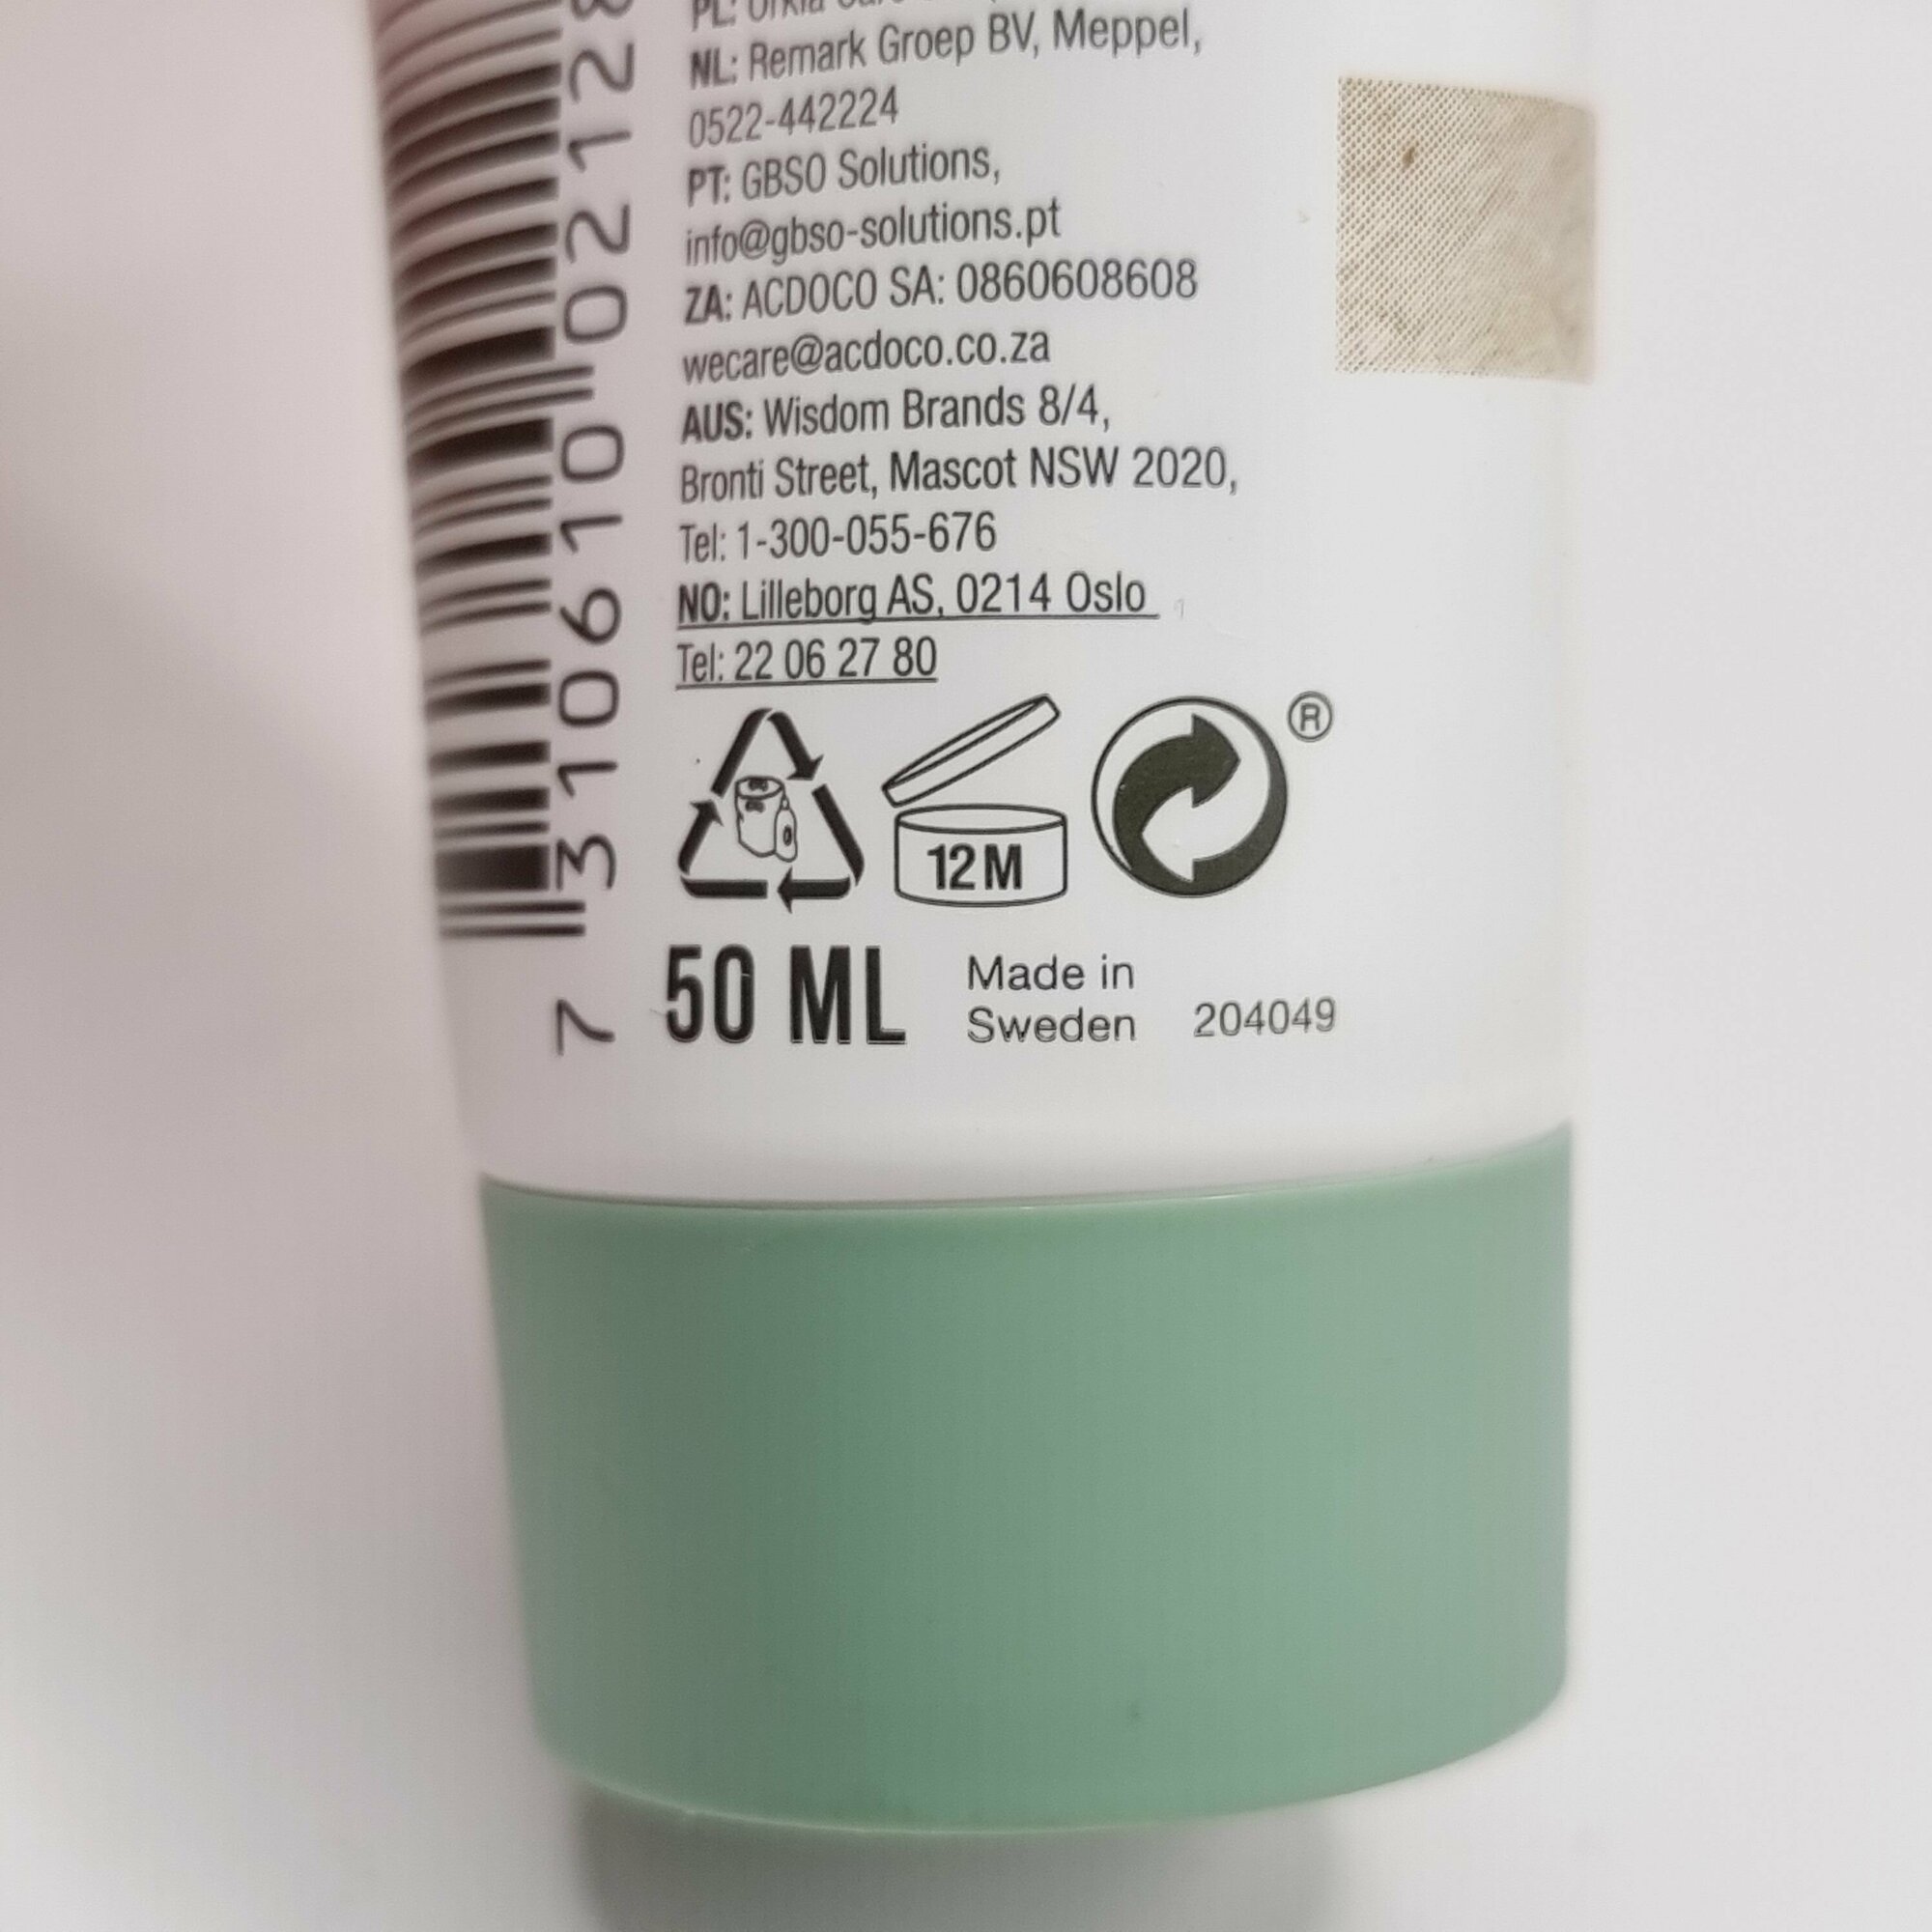 NL: Remark Groep BV, Meppel,
0522-442224
PT: GBSO Solutions,
info@gbso-solutions.pt
ZA: ACDOCO SA: 0860608608
wecare@acdoco.co.za
AUS: Wisdom Brands 8/4,
Bronti Street, Mascot NSW 2020,
Tel: 1-300-055-676
NO: Lilleborg AS, 0214 Oslo
Tel: 22 06 27 80
12M
®
50 ML
Made in
Sweden
204049
7 310610 02128